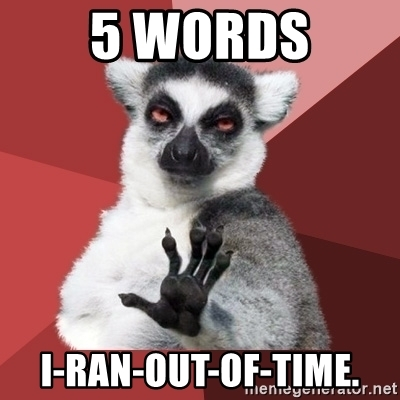 5 WORDS
I-RAN-OUT-OF-TIME.
memegenerator.net